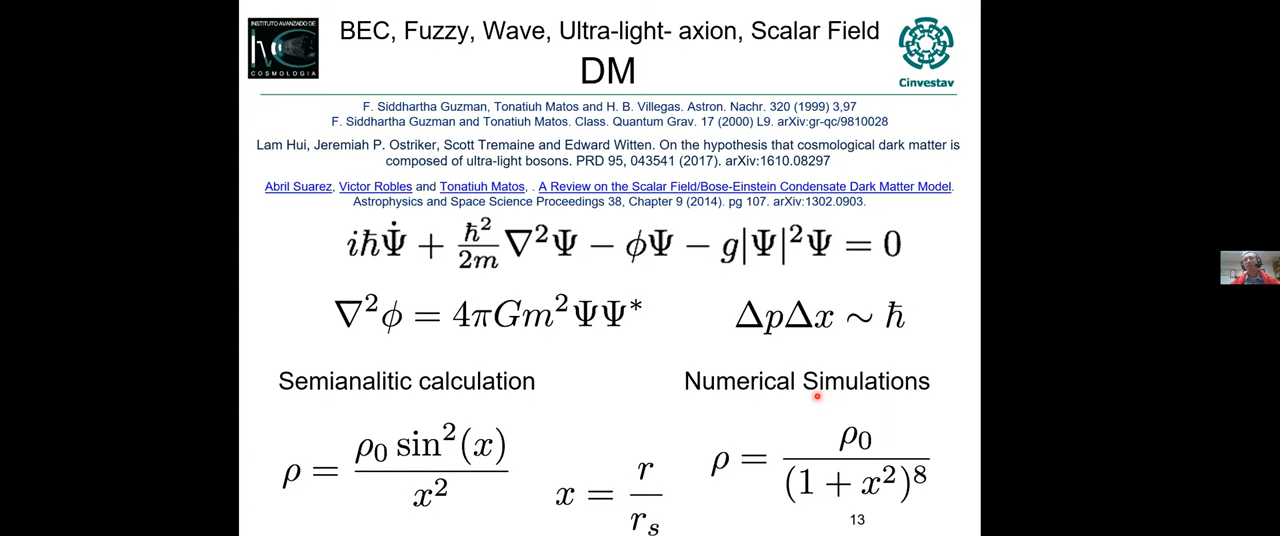 INSTITUTO AVANZADO DE
COSMOLOGIA
BEC, Fuzzy, Wave, Ultra-light- axion, Scalar Field
DM
Cinvestav
F. Siddhartha Guzman, Tonatiuh Matos and H. B. Villegas. Astron. Nachr. 320 (1999) 3,97
F. Siddhartha Guzman and Tonatiuh Matos. Class. Quantum Grav. 17 (2000) L9. arXiv:gr-qc/9810028
Lam Hui, Jeremiah P. Ostriker, Scott Tremaine and Edward Witten. On the hypothesis that cosmological dark matter is
composed of ultra-light bosons. PRD 95, 043541 (2017). arXiv:1610.08297
Abril Suarez, Victor Robles and Tonatiuh Matos, . A Review on the Scalar Field/Bose-Einstein Condensate Dark Matter Model.
Astrophysics and Space Science Proceedings 38, Chapter 9 (2014). pg 107. arXiv:1302.0903.
iℏΨ̇ + ℏ²/2m ∇²Ψ − ϕΨ − g|Ψ|²Ψ = 0
∇²ϕ = 4πGm²ΨΨ* ΔpΔx ∼ ℏ
Semianalitic calculation Numerical Simulations
ρ = ρ₀ sin²(x) / x² x = r / rₛ ρ = ρ₀ / (1 + x²)⁸
13